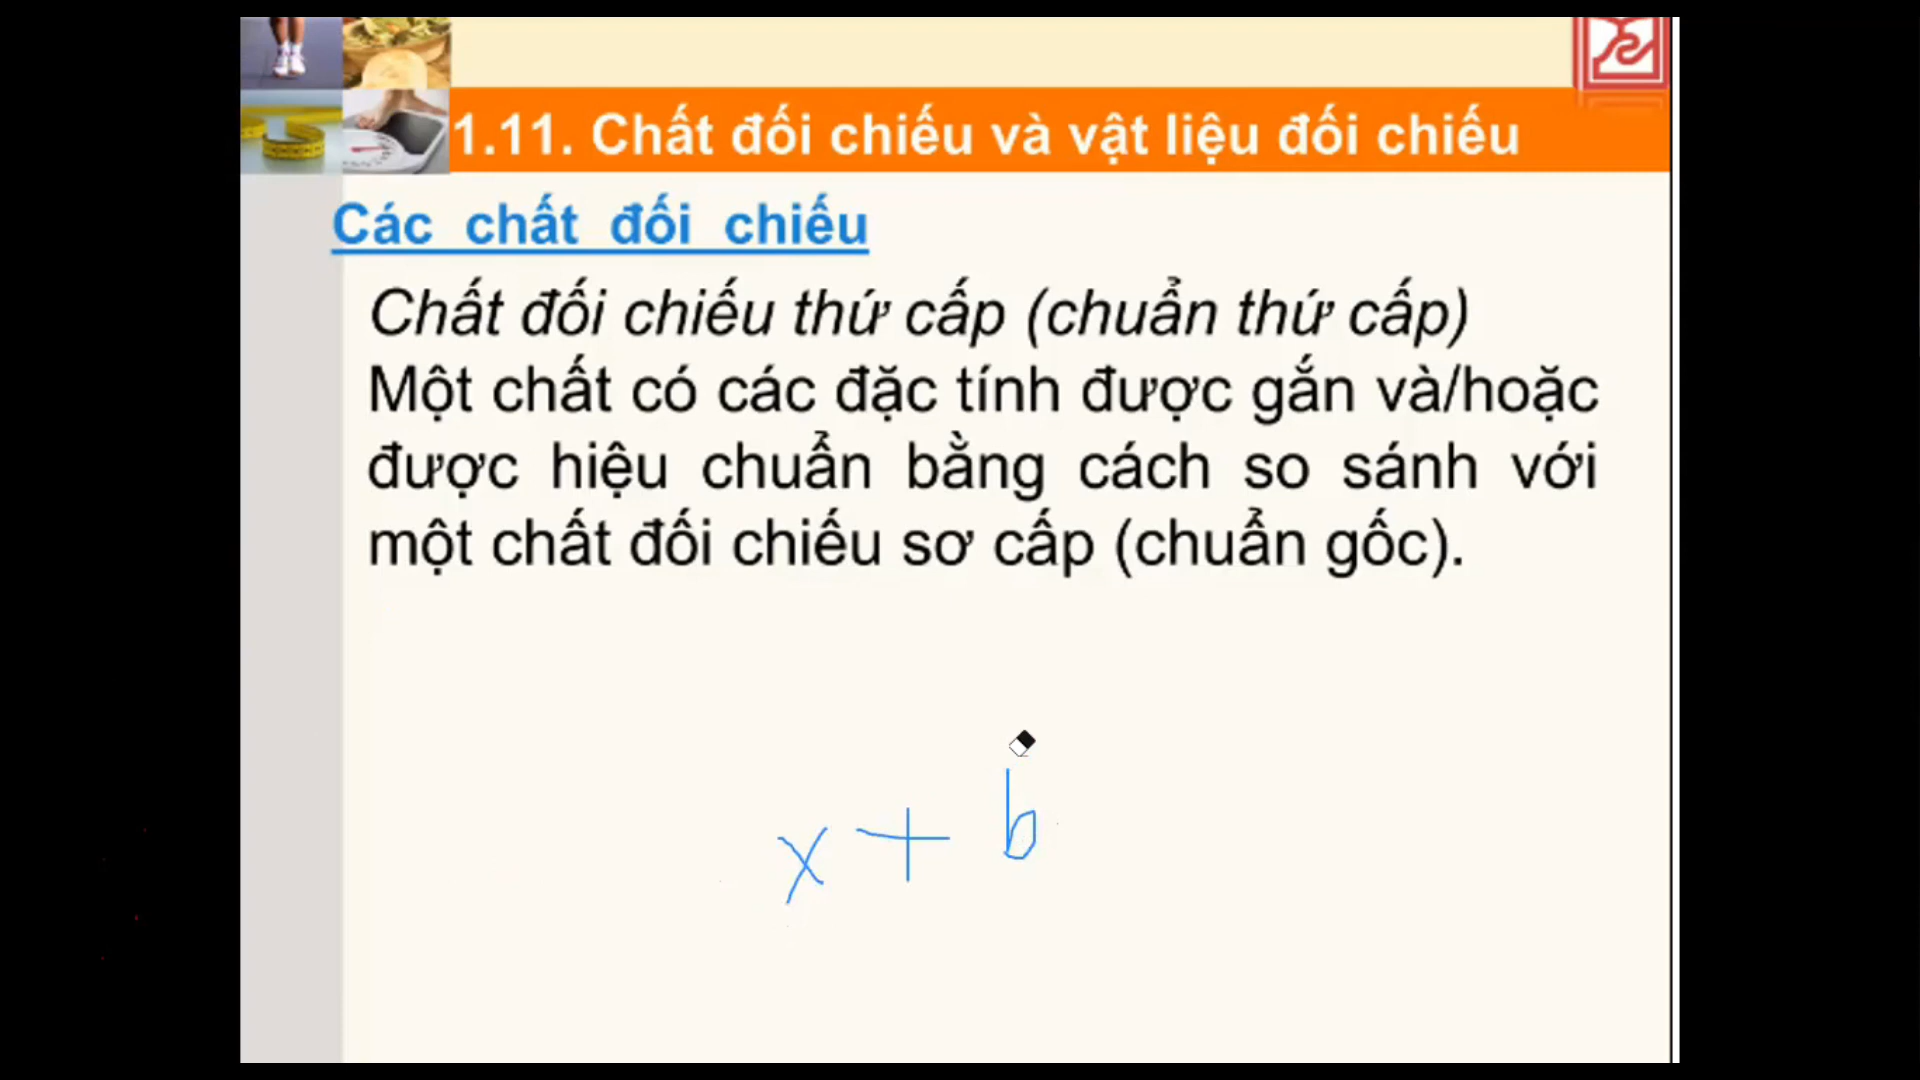 1.11. Chất đối chiếu và vật liệu đối chiếu
Các chất đối chiếu
Chất đối chiếu thứ cấp (chuẩn thứ cấp)
Một chất có các đặc tính được gắn và/hoặc
được hiệu chuẩn bằng cách so sánh với
một chất đối chiếu sơ cấp (chuẩn gốc).
x + b